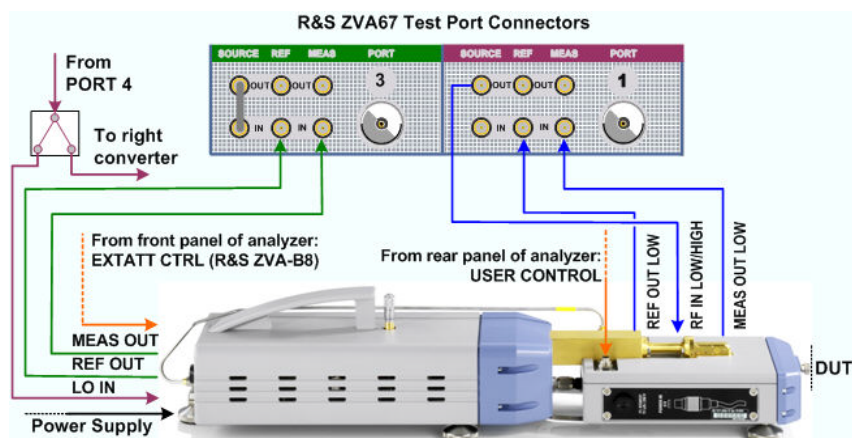 R&S ZVA67 Test Port Connectors
SOURCE REF MEAS PORT
SOURCE REF MEAS PORT
From
PORT 4
OUT OUT 3
OUT OUT 1
To right
converter
IN IN
IN IN
From front panel of analyzer:
EXTATT CTRL (R&S ZVA-B8)
From rear panel of analyzer:
USER CONTROL
REF OUT LOW
RF IN LOW/HIGH
MEAS OUT LOW
MEAS OUT
REF OUT
LO IN
Power Supply
DUT